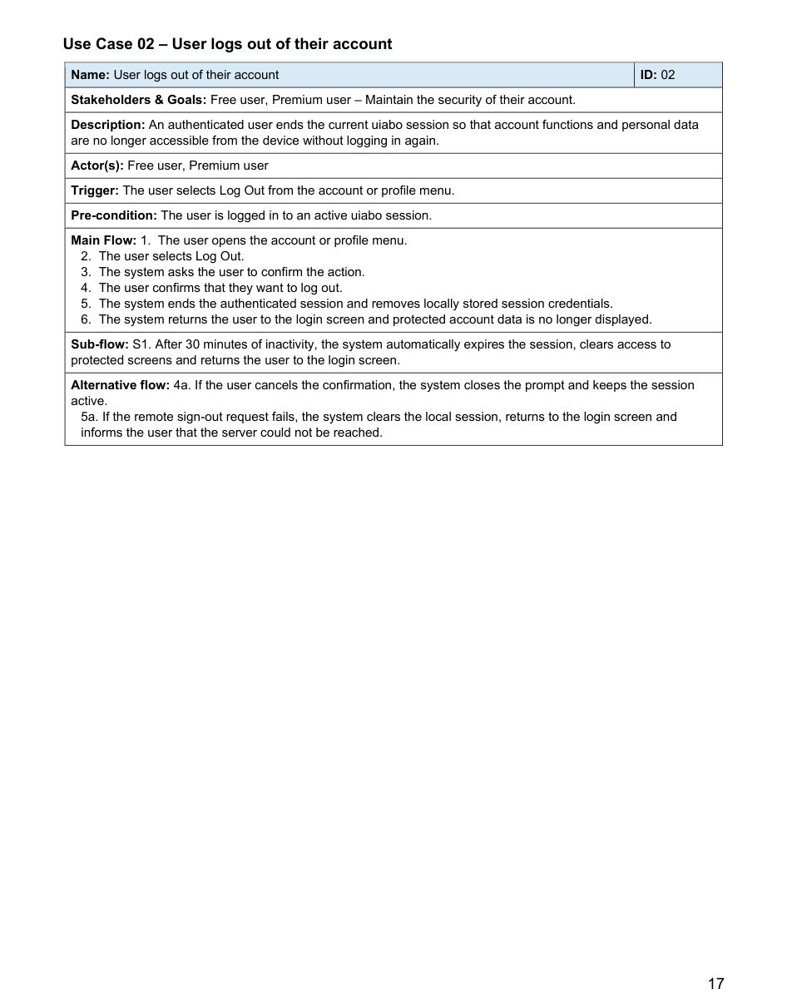 Use Case 02 – User logs out of their account
Name: User logs out of their account
ID: 02
Stakeholders & Goals: Free user, Premium user – Maintain the security of their account.
Description: An authenticated user ends the current uiabo session so that account functions and personal data
are no longer accessible from the device without logging in again.
Actor(s): Free user, Premium user
Trigger: The user selects Log Out from the account or profile menu.
Pre-condition: The user is logged in to an active uiabo session.
Main Flow: 1. The user opens the account or profile menu.
2. The user selects Log Out.
3. The system asks the user to confirm the action.
4. The user confirms that they want to log out.
5. The system ends the authenticated session and removes locally stored session credentials.
6. The system returns the user to the login screen and protected account data is no longer displayed.
Sub-flow: S1. After 30 minutes of inactivity, the system automatically expires the session, clears access to
protected screens and returns the user to the login screen.
Alternative flow: 4a. If the user cancels the confirmation, the system closes the prompt and keeps the session
active.
5a. If the remote sign-out request fails, the system clears the local session, returns to the login screen and
informs the user that the server could not be reached.
17